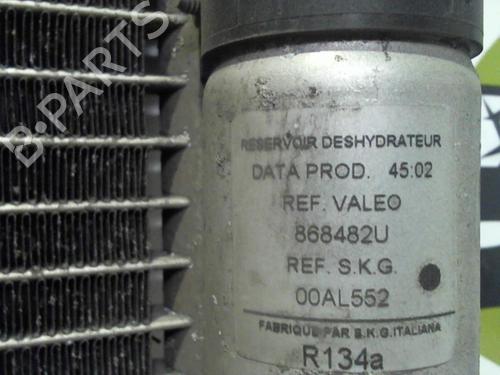 B-PARTS
RESERVOIR DESHYDRATEUR
DATA PROD. 45:02
REF. VALEO
868482U
REF. S.K.G.
00AL552
FABRIQUE PAR S.K.G.ITALIANA
R134a